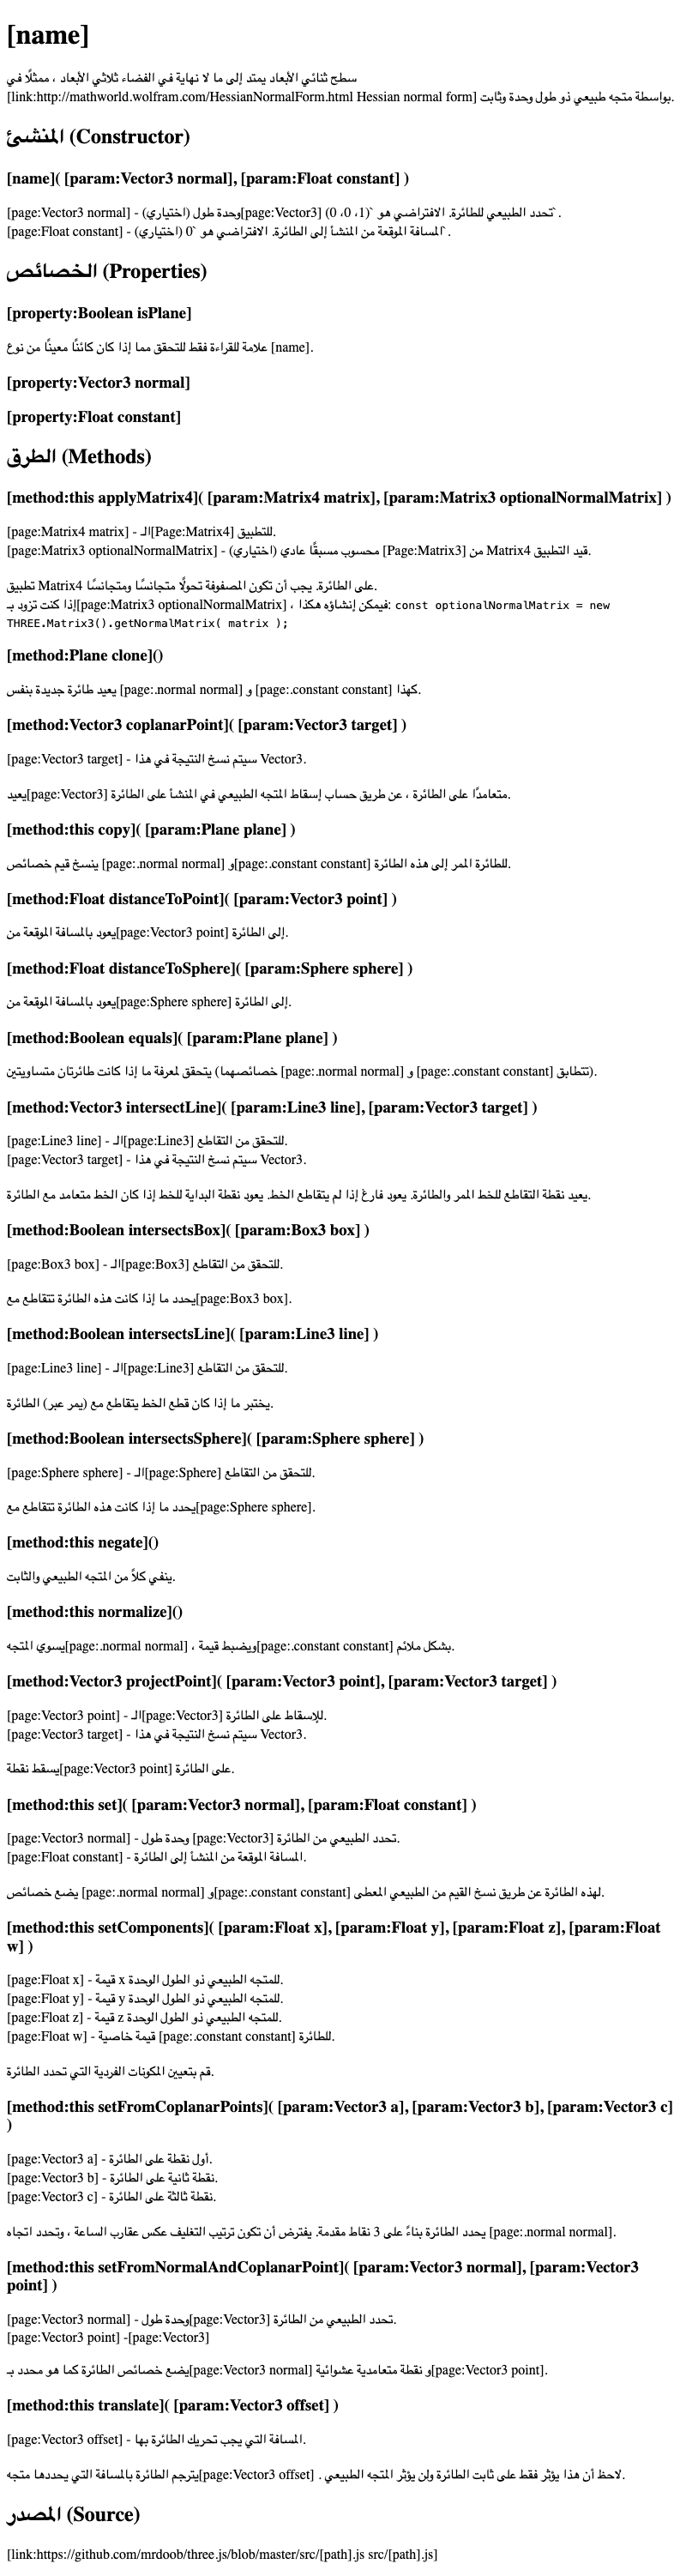 [name]
سطح ثنائي الأبعاد يمتد إلى ما لا نهاية في الفضاء ثلاثي الأبعاد ، ممثلًا في
[link:http://mathworld.wolfram.com/HessianNormalForm.html Hessian normal form] بواسطة متجه طبيعي ذو طول وحدة وثابت.
المنشئ (Constructor)
[name]( [param:Vector3 normal], [param:Float constant] )
[page:Vector3 normal] - (اختياري) وحدة طول[page:Vector3] تحدد الطبيعي للطائرة. الافتراضي هو `(1، 0، 0)`.
[page:Float constant] - (اختياري) المسافة الموقعة من المنشأ إلى الطائرة. الافتراضي هو `0`.
الخصائص (Properties)
[property:Boolean isPlane]
علامة للقراءة فقط للتحقق مما إذا كان كائنًا معينًا من نوع [name].
[property:Vector3 normal]
[property:Float constant]
الطرق (Methods)
[method:this applyMatrix4]( [param:Matrix4 matrix], [param:Matrix3 optionalNormalMatrix] )
[page:Matrix4 matrix] - الـ[Page:Matrix4] للتطبيق.
[page:Matrix3 optionalNormalMatrix] - (اختياري) محسوب مسبقًا عادي [Page:Matrix3] من Matrix4 قيد التطبيق.
تطبيق Matrix4 على الطائرة. يجب أن تكون المصفوفة تحولًا متجانسًا ومتجانسًا.
إذا كنت تزود بـ[page:Matrix3 optionalNormalMatrix] ، فيمكن إنشاؤه هكذا: const optionalNormalMatrix = new
THREE.Matrix3().getNormalMatrix( matrix );
[method:Plane clone]()
يعيد طائرة جديدة بنفس [page:.normal normal] و [page:.constant constant] كهذا.
[method:Vector3 coplanarPoint]( [param:Vector3 target] )
[page:Vector3 target] - سيتم نسخ النتيجة في هذا Vector3.
يعيد[page:Vector3] متعامدًا على الطائرة ، عن طريق حساب إسقاط المتجه الطبيعي في المنشأ على الطائرة.
[method:this copy]( [param:Plane plane] )
ينسخ قيم خصائص [page:.normal normal] و[page:.constant constant] للطائرة الممر إلى هذه الطائرة.
[method:Float distanceToPoint]( [param:Vector3 point] )
يعود بالمسافة الموقعة من[page:Vector3 point] إلى الطائرة.
[method:Float distanceToSphere]( [param:Sphere sphere] )
يعود بالمسافة الموقعة من[page:Sphere sphere] إلى الطائرة.
[method:Boolean equals]( [param:Plane plane] )
يتحقق لمعرفة ما إذا كانت طائرتان متساويتين (خصائصهما [page:.normal normal] و [page:.constant constant] تتطابق).
[method:Vector3 intersectLine]( [param:Line3 line], [param:Vector3 target] )
[page:Line3 line] - الـ[page:Line3] للتحقق من التقاطع.
[page:Vector3 target] - سيتم نسخ النتيجة في هذا Vector3.
يعيد نقطة التقاطع للخط الممر والطائرة. يعود فارغ إذا لم يتقاطع الخط. يعود نقطة البداية للخط إذا كان الخط متعامد مع الطائرة.
[method:Boolean intersectsBox]( [param:Box3 box] )
[page:Box3 box] - الـ[page:Box3] للتحقق من التقاطع.
يحدد ما إذا كانت هذه الطائرة تتقاطع مع[page:Box3 box].
[method:Boolean intersectsLine]( [param:Line3 line] )
[page:Line3 line] - الـ[page:Line3] للتحقق من التقاطع.
يختبر ما إذا كان قطع الخط يتقاطع مع (يمر عبر) الطائرة.
[method:Boolean intersectsSphere]( [param:Sphere sphere] )
[page:Sphere sphere] - الـ[page:Sphere] للتحقق من التقاطع.
يحدد ما إذا كانت هذه الطائرة تتقاطع مع[page:Sphere sphere].
[method:this negate]()
ينفي كلاً من المتجه الطبيعي والثابت.
[method:this normalize]()
يسوي المتجه[page:.normal normal] ، ويضبط قيمة[page:.constant constant] بشكل ملائم.
[method:Vector3 projectPoint]( [param:Vector3 point], [param:Vector3 target] )
[page:Vector3 point] - الـ[page:Vector3] للإسقاط على الطائرة.
[page:Vector3 target] - سيتم نسخ النتيجة في هذا Vector3.
يسقط نقطة[page:Vector3 point] على الطائرة.
[method:this set]( [param:Vector3 normal], [param:Float constant] )
[page:Vector3 normal] - وحدة طول [page:Vector3] تحدد الطبيعي من الطائرة.
[page:Float constant] - المسافة الموقعة من المنشأ إلى الطائرة.
يضع خصائص [page:.normal normal] و[page:.constant constant] لهذه الطائرة عن طريق نسخ القيم من الطبيعي المعطى.
[method:this setComponents]( [param:Float x], [param:Float y], [param:Float z], [param:Float
w] )
[page:Float x] - قيمة x للمتجه الطبيعي ذو الطول الوحدة.
[page:Float y] - قيمة y للمتجه الطبيعي ذو الطول الوحدة.
[page:Float z] - قيمة z للمتجه الطبيعي ذو الطول الوحدة.
[page:Float w] - قيمة خاصية [page:.constant constant] للطائرة.
قم بتعيين المكونات الفردية التي تحدد الطائرة.
[method:this setFromCoplanarPoints]( [param:Vector3 a], [param:Vector3 b], [param:Vector3 c]
)
[page:Vector3 a] - أول نقطة على الطائرة.
[page:Vector3 b] - نقطة ثانية على الطائرة.
[page:Vector3 c] - نقطة ثالثة على الطائرة.
يحدد الطائرة بناءً على 3 نقاط مقدمة. يفترض أن تكون ترتيب التغليف عكس عقارب الساعة ، وتحدد اتجاه [page:.normal normal].
[method:this setFromNormalAndCoplanarPoint]( [param:Vector3 normal], [param:Vector3
point] )
[page:Vector3 normal] - وحدة طول[page:Vector3] تحدد الطبيعي من الطائرة.
[page:Vector3 point] -[page:Vector3]
يضع خصائص الطائرة كما هو محدد بـ[page:Vector3 normal] و نقطة متعامدية عشوائية[page:Vector3 point].
[method:this translate]( [param:Vector3 offset] )
[page:Vector3 offset] - المسافة التي يجب تحريك الطائرة بها.
يترجم الطائرة بالمسافة التي يحددها متجه[page:Vector3 offset] . لاحظ أن هذا يؤثر فقط على ثابت الطائرة ولن يؤثر المتجه الطبيعي.
المصدر (Source)
[link:https://github.com/mrdoob/three.js/blob/master/src/[path].js src/[path].js]